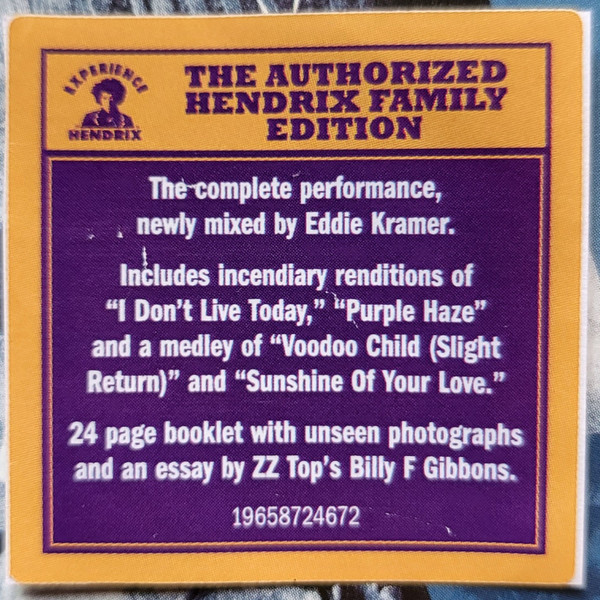 EXPERIENCE
HENDRIX
THE AUTHORIZED
HENDRIX FAMILY
EDITION
The complete performance,
newly mixed by Eddie Kramer.
Includes incendiary renditions of
“I Don’t Live Today,” “Purple Haze”
and a medley of “Voodoo Child (Slight
Return)” and “Sunshine Of Your Love.”
24 page booklet with unseen photographs
and an essay by ZZ Top’s Billy F Gibbons.
19658724672